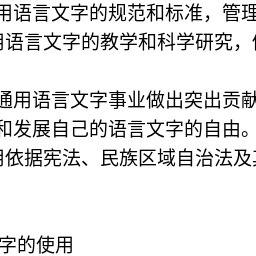 用语言文字的规范和标准，管理
用语言文字的教学和科学研究，
通用语言文字事业做出突出贡献
和发展自己的语言文字的自由。
用依据宪法、民族区域自治法及
字的使用